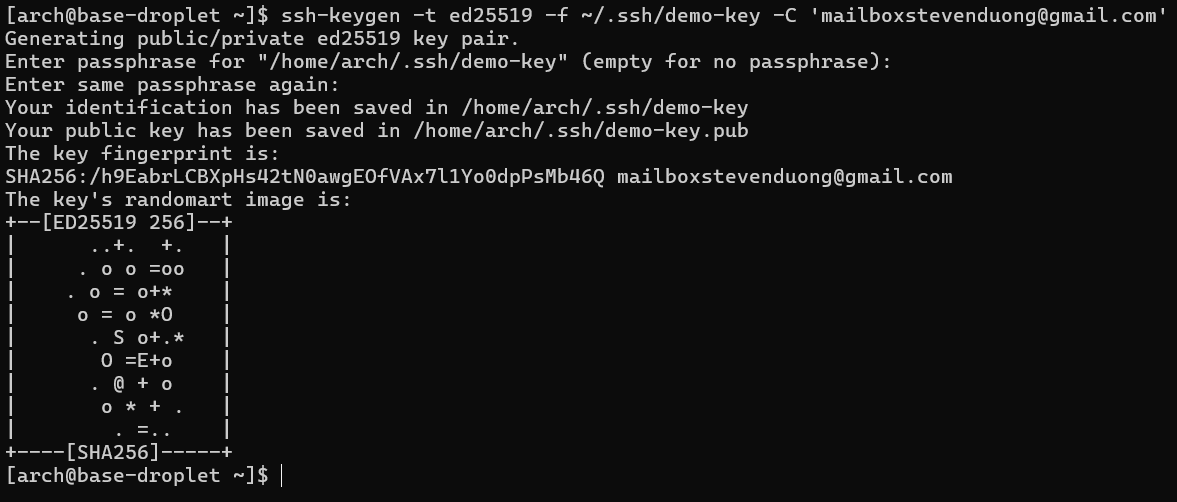 [arch@base-droplet ~]$ ssh-keygen -t ed25519 -f ~/.ssh/demo-key -C 'mailboxstevenduong@gmail.com'
Generating public/private ed25519 key pair.
Enter passphrase for "/home/arch/.ssh/demo-key" (empty for no passphrase):
Enter same passphrase again:
Your identification has been saved in /home/arch/.ssh/demo-key
Your public key has been saved in /home/arch/.ssh/demo-key.pub
The key fingerprint is:
SHA256:/h9EabrLCBXpHs42tN0awgEOfVAx7l1Yo0dpPsMb46Q mailboxstevenduong@gmail.com
The key's randomart image is:
+--[ED25519 256]--+
|      ..+.  +.   |
|     . o o =oo   |
|    . o = o+*    |
|     o = o *O    |
|      . S o+.*   |
|       O =E+o    |
|      . @ + o    |
|       o * + .   |
|        . =..    |
+----[SHA256]-----+
[arch@base-droplet ~]$